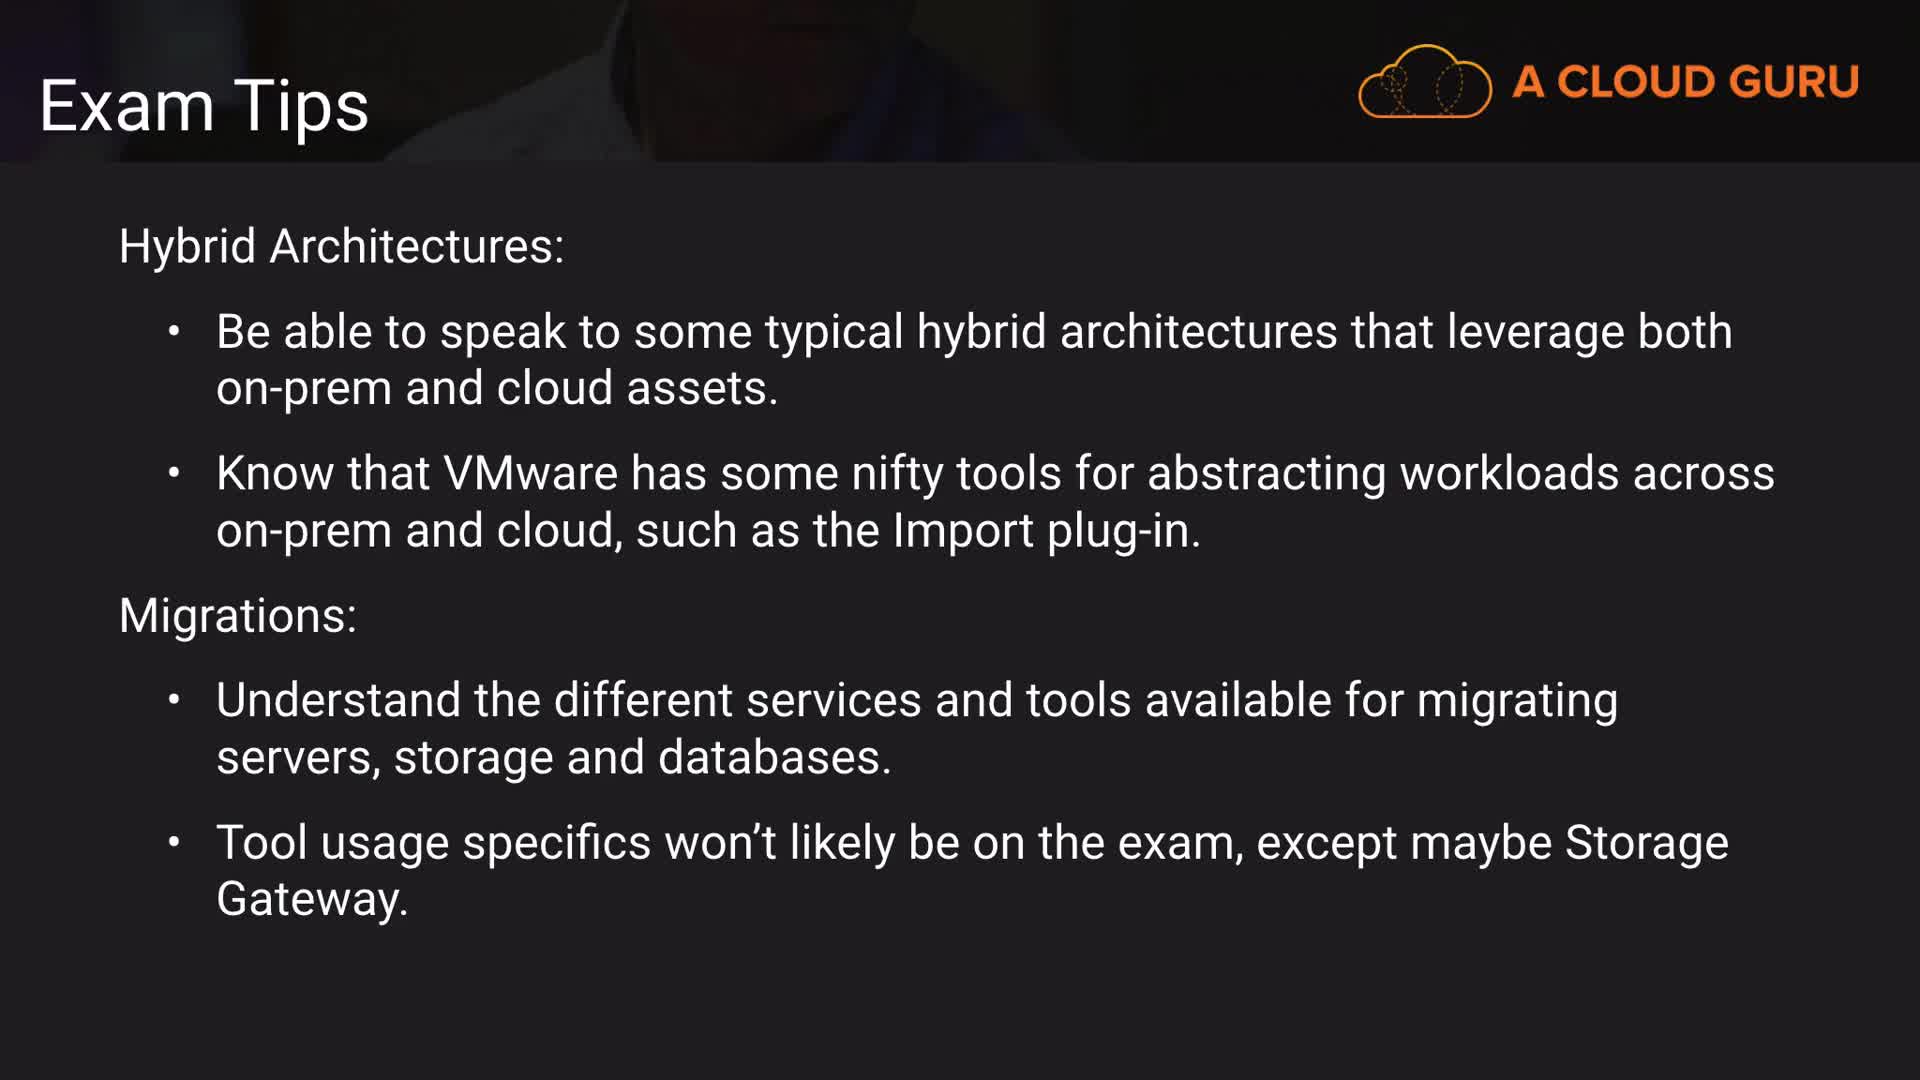 Exam Tips
A CLOUD GURU
Hybrid Architectures:
• Be able to speak to some typical hybrid architectures that leverage both
on-prem and cloud assets.
• Know that VMware has some nifty tools for abstracting workloads across
on-prem and cloud, such as the Import plug-in.
Migrations:
• Understand the different services and tools available for migrating
servers, storage and databases.
• Tool usage specifics won’t likely be on the exam, except maybe Storage
Gateway.